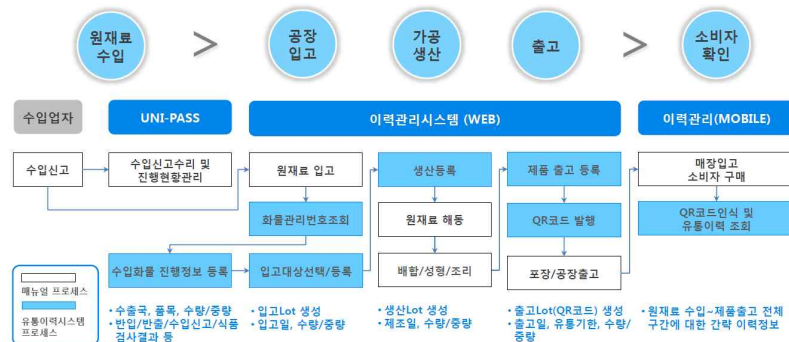 원재료
수입
>
공장
입고
가공
생산
출고
>
소비자
확인
수입업자
UNI-PASS
이력관리시스템 (WEB)
이력관리(MOBILE)
수입신고
수입신고수리 및
진행현황관리
원재료 입고
생산등록
제품 출고 등록
매장입고
소비자 구매
화물관리번호조회
원재료 해동
QR코드 발행
QR코드인식 및
유통이력 조회
수입화물 진행정보 등록
입고대상선택/등록
배합/성형/조리
포장/공장출고
매뉴얼 프로세스
유통이력시스템
프로세스
• 수출국, 품목, 수량/중량
• 반입/반출/수입신고/식품
검사결과 등
• 입고Lot 생성
• 입고일, 수량/중량
• 생산Lot 생성
• 제조일, 수량/중량
• 출고Lot(QR코드) 생성
• 출고일, 유통기한, 수량/
중량
• 원재료 수입~제품출고 전체
구간에 대한 간략 이력정보